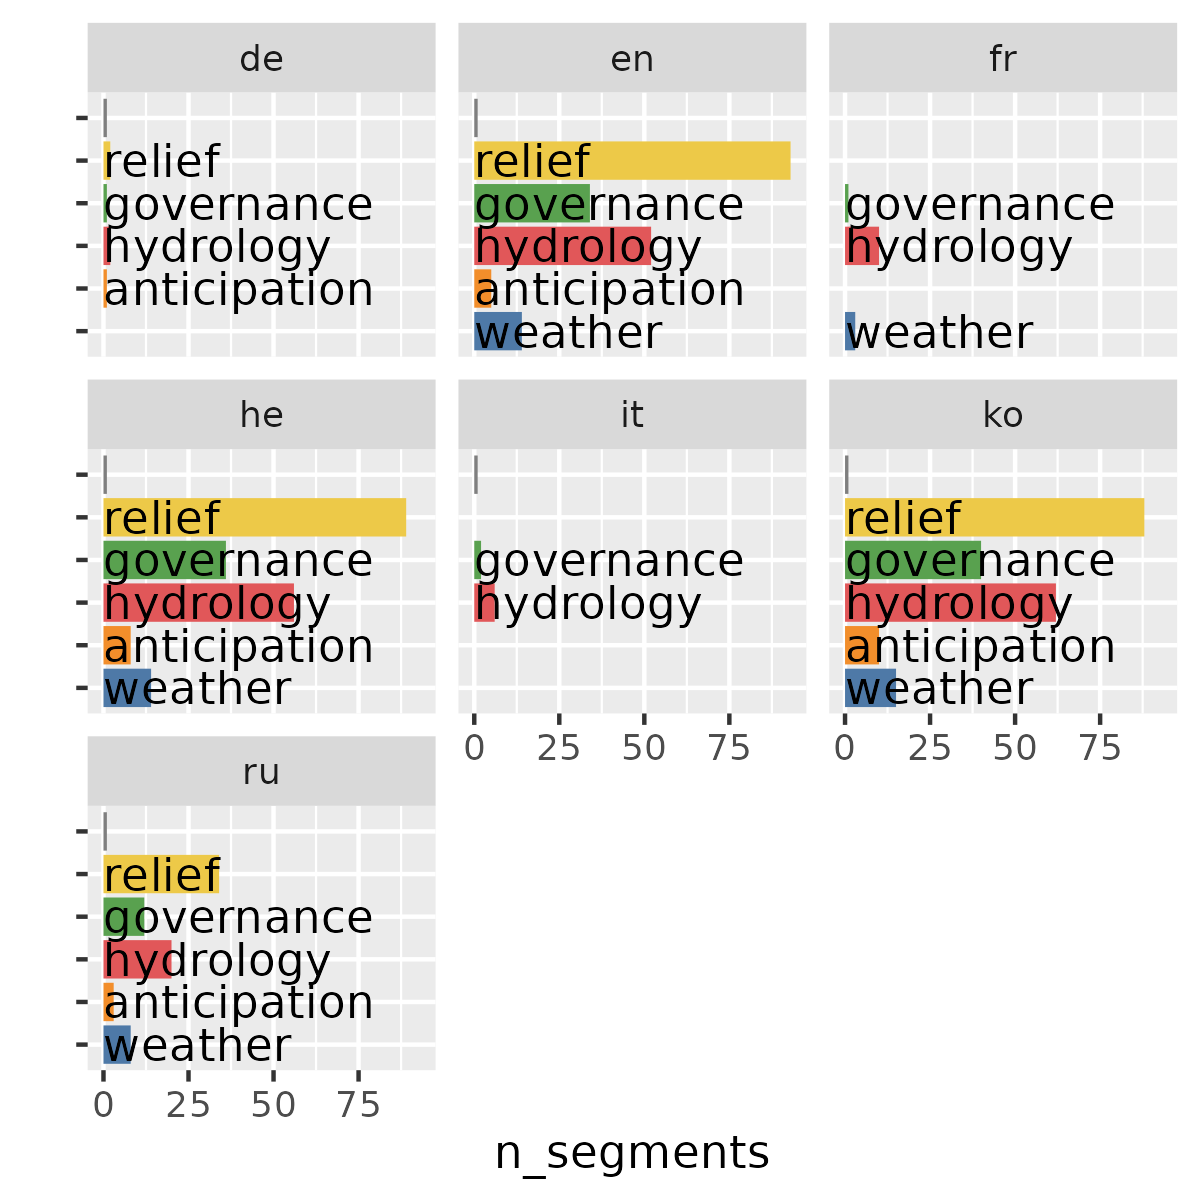 de
relief
governance
hydrology
anticipation
en
relief
governance
hydrology
anticipation
weather
fr
governance
hydrology
weather
he
relief
governance
hydrology
anticipation
weather
it
governance
hydrology
0 25 50 75
ko
relief
governance
hydrology
anticipation
weather
0 25 50 75
ru
relief
governance
hydrology
anticipation
weather
0 25 50 75
n_segments